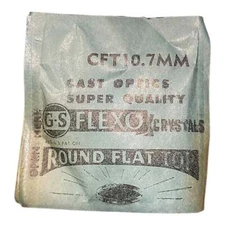 CFT10.7MM
CAST OPTICS
SUPER QUALITY
G-S FLEXO CRYSTALS
ROUND FLAT TOP